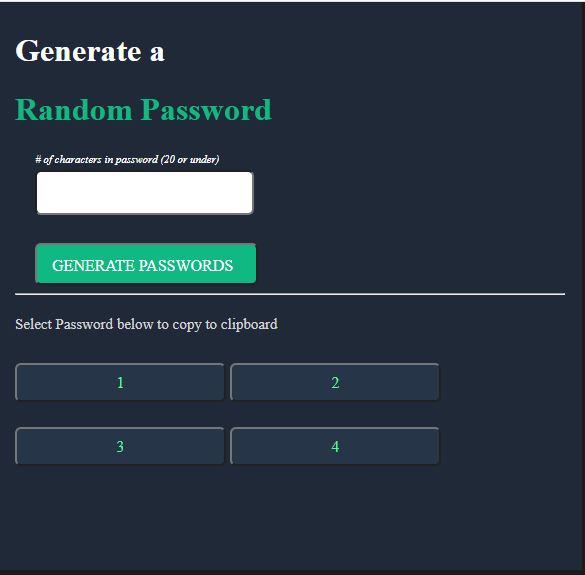 Generate a
Random Password
# of characters in password (20 or under)
GENERATE PASSWORDS
Select Password below to copy to clipboard
1 2
3 4